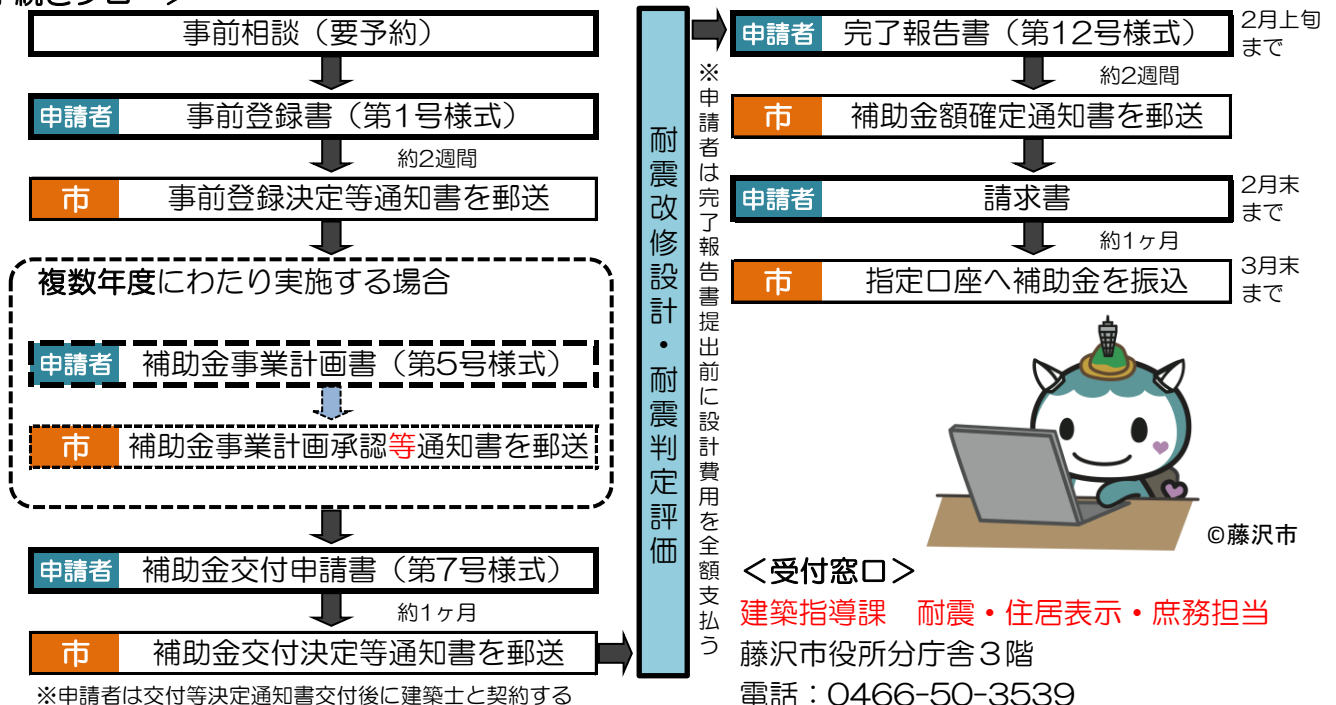 手続きフロー
事前相談（要予約）
申請者 事前登録書（第1号様式）
約2週間
市 事前登録決定等通知書を郵送
複数年度にわたり実施する場合
申請者 補助金事業計画書（第5号様式）
市 補助金事業計画承認等通知書を郵送
申請者 補助金交付申請書（第7号様式）
約1ヶ月
市 補助金交付決定等通知書を郵送
※申請者は交付等決定通知書交付後に建築士と契約する
耐震改修設計・耐震判定評価
※申請者は完了報告書提出前に設計費用を全額支払う
申請者 完了報告書（第12号様式）
2月上旬
まで
約2週間
市 補助金額確定通知書を郵送
申請者 請求書
2月末
まで
約1ヶ月
市 指定口座へ補助金を振込
3月末
まで
©藤沢市
＜受付窓口＞
建築指導課　耐震・住居表示・庶務担当
藤沢市役所分庁舎３階
電話：0466-50-3539